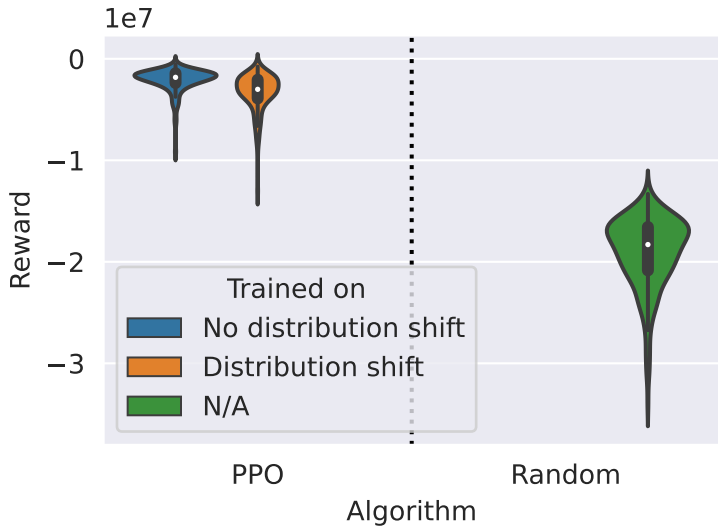 1e7
0
−1
−2
−3
Reward
Trained on
No distribution shift
Distribution shift
N/A
PPO
Random
Algorithm